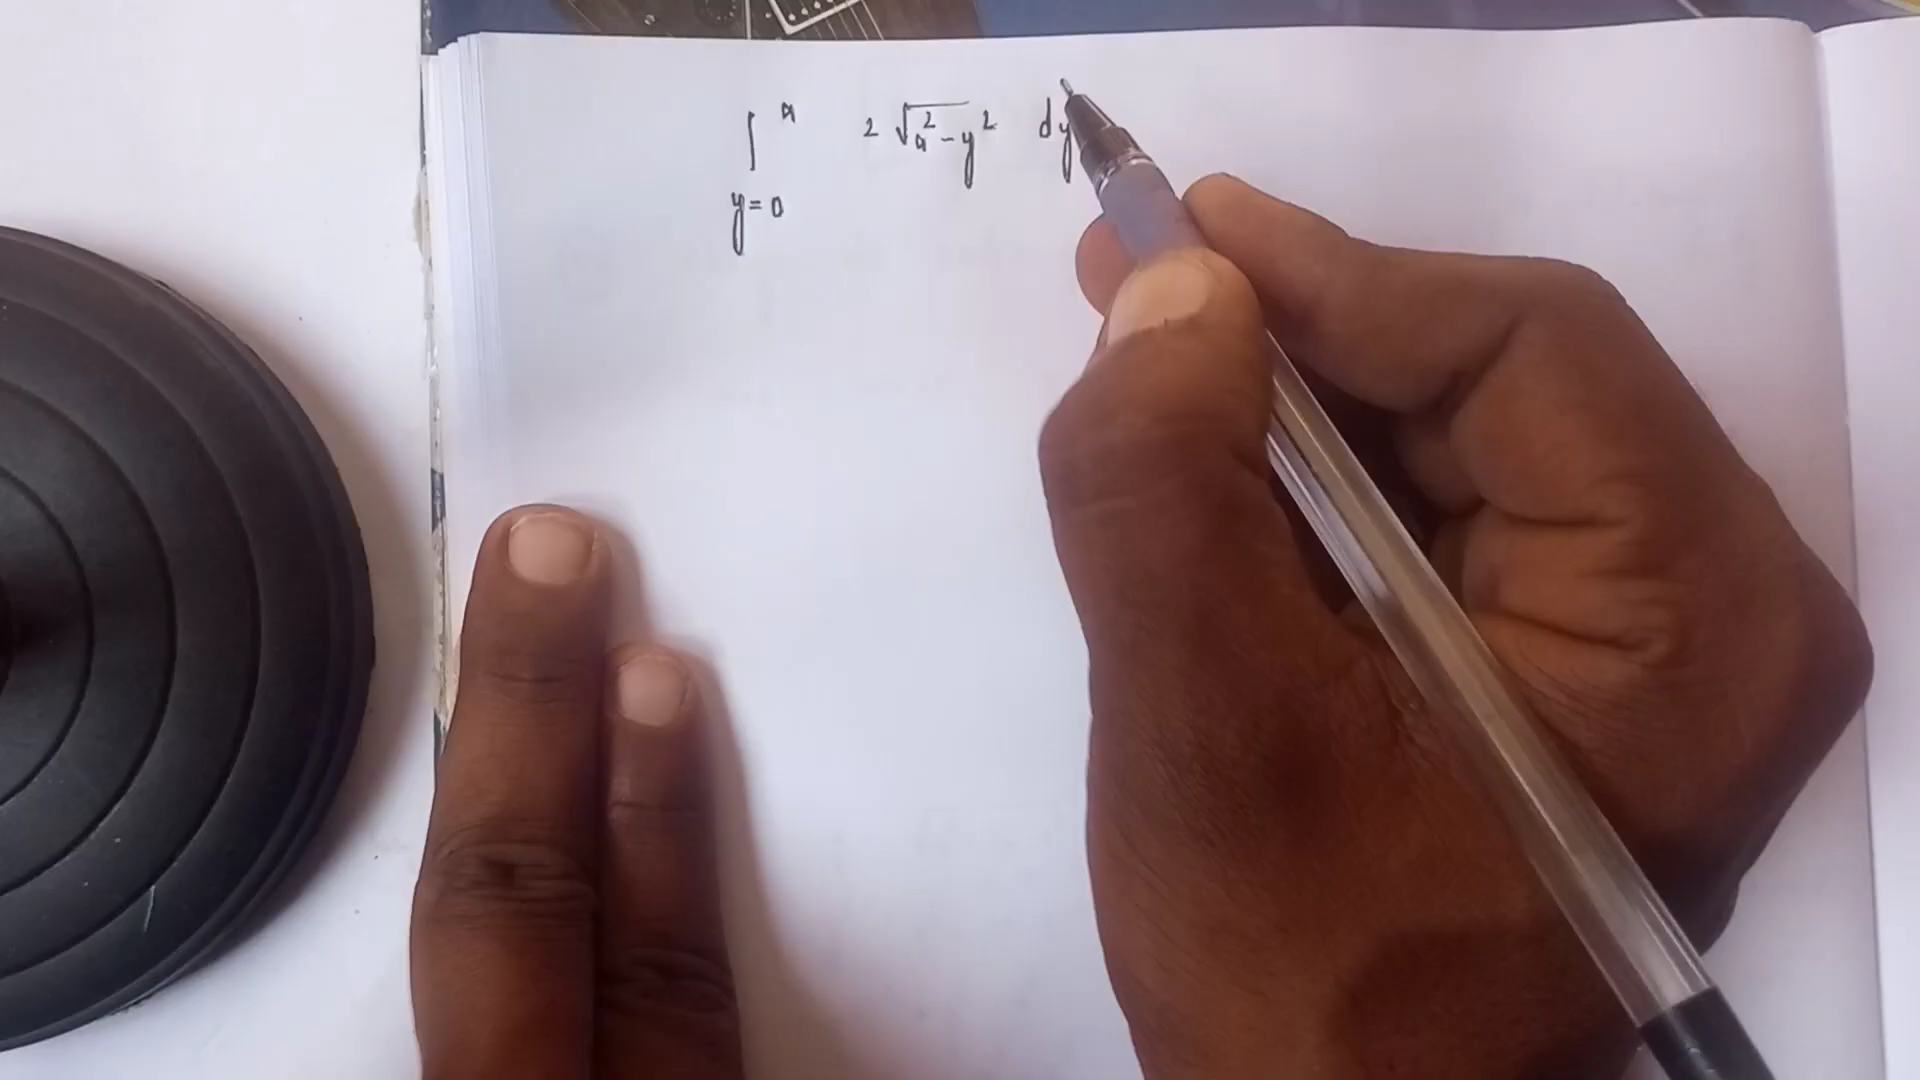 ∫ a 2 √a² - y² dy
y = 0